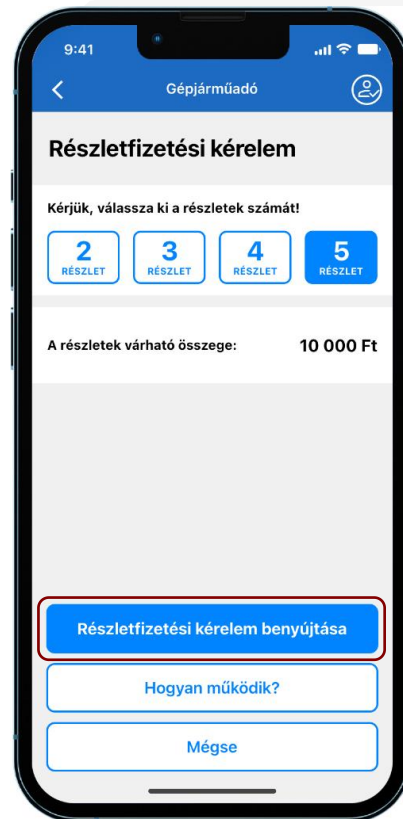 9:41
Gépjárműadó
Részletfizetési kérelem
Kérjük, válassza ki a részletek számát!
2 3 4 5
RÉSZLET RÉSZLET RÉSZLET RÉSZLET
A részletek várható összege: 10 000 Ft
Részletfizetési kérelem benyújtása
Hogyan működik?
Mégse